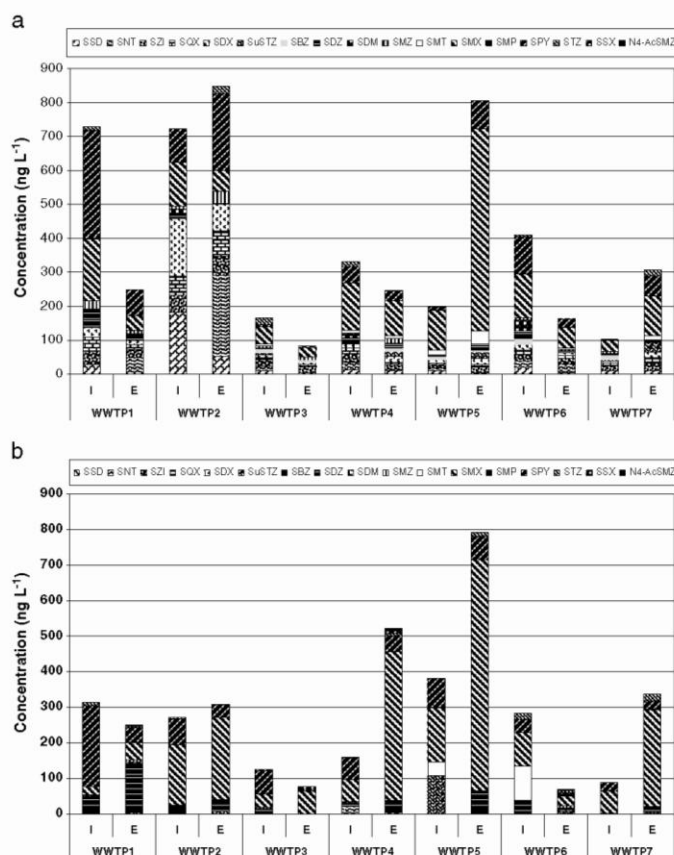 a
SSD SNT SZI SQX SDX SuSTZ SBZ SDZ SDM SMZ SMT SMX SMP SPY STZ SSX N4-AcSMZ
900
800
700
600
500
400
300
200
100
0
Concentration (ng L-1)
I E I E I E I E I E I E I E
WWTP1 WWTP2 WWTP3 WWTP4 WWTP5 WWTP6 WWTP7
b
SSD SNT SZI SQX SDX SuSTZ SBZ SDZ SDM SMZ SMT SMX SMP SPY STZ SSX N4-AcSMZ
900
800
700
600
500
400
300
200
100
0
Concentration (ng L-1)
I E I E I E I E I E I E I E
WWTP1 WWTP2 WWTP3 WWTP4 WWTP5 WWTP6 WWTP7